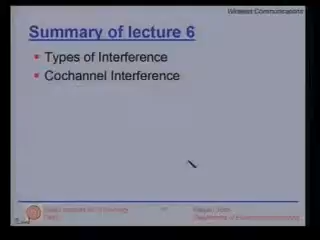 Wireless Communications
Summary of lecture 6
Types of Interference
Cochannel Interference